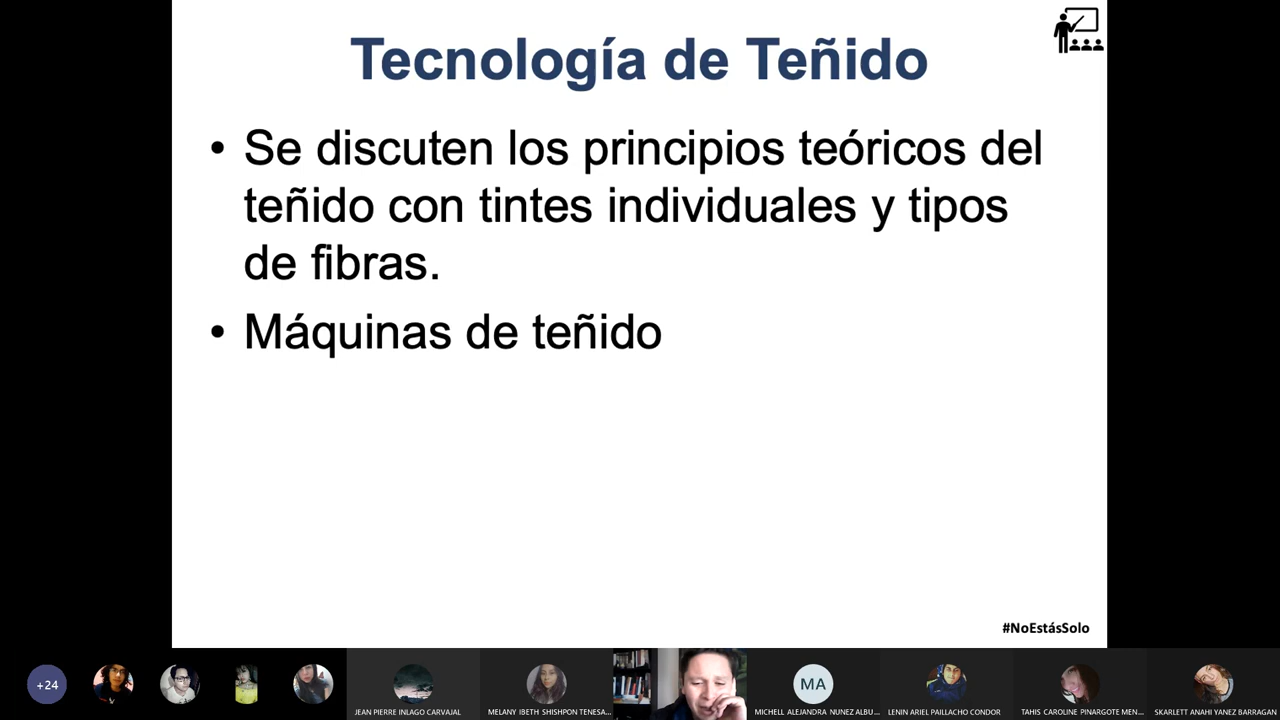 Tecnología de Teñido
• Se discuten los principios teóricos del
teñido con tintes individuales y tipos
de fibras.
• Máquinas de teñido
#NoEstásSolo
+24
JEAN PIERRE INLAGO CARVAJAL
MELANY IBETH SHISHPON TENESA...
MA
MICHELL ALEJANDRA NUNEZ ALBU...
LENIN ARIEL PAILLACHO CONDOR
TAHIS CAROLINE PINARGOTE MEN...
SKARLETT ANAHI YANEZ BARRAGAN